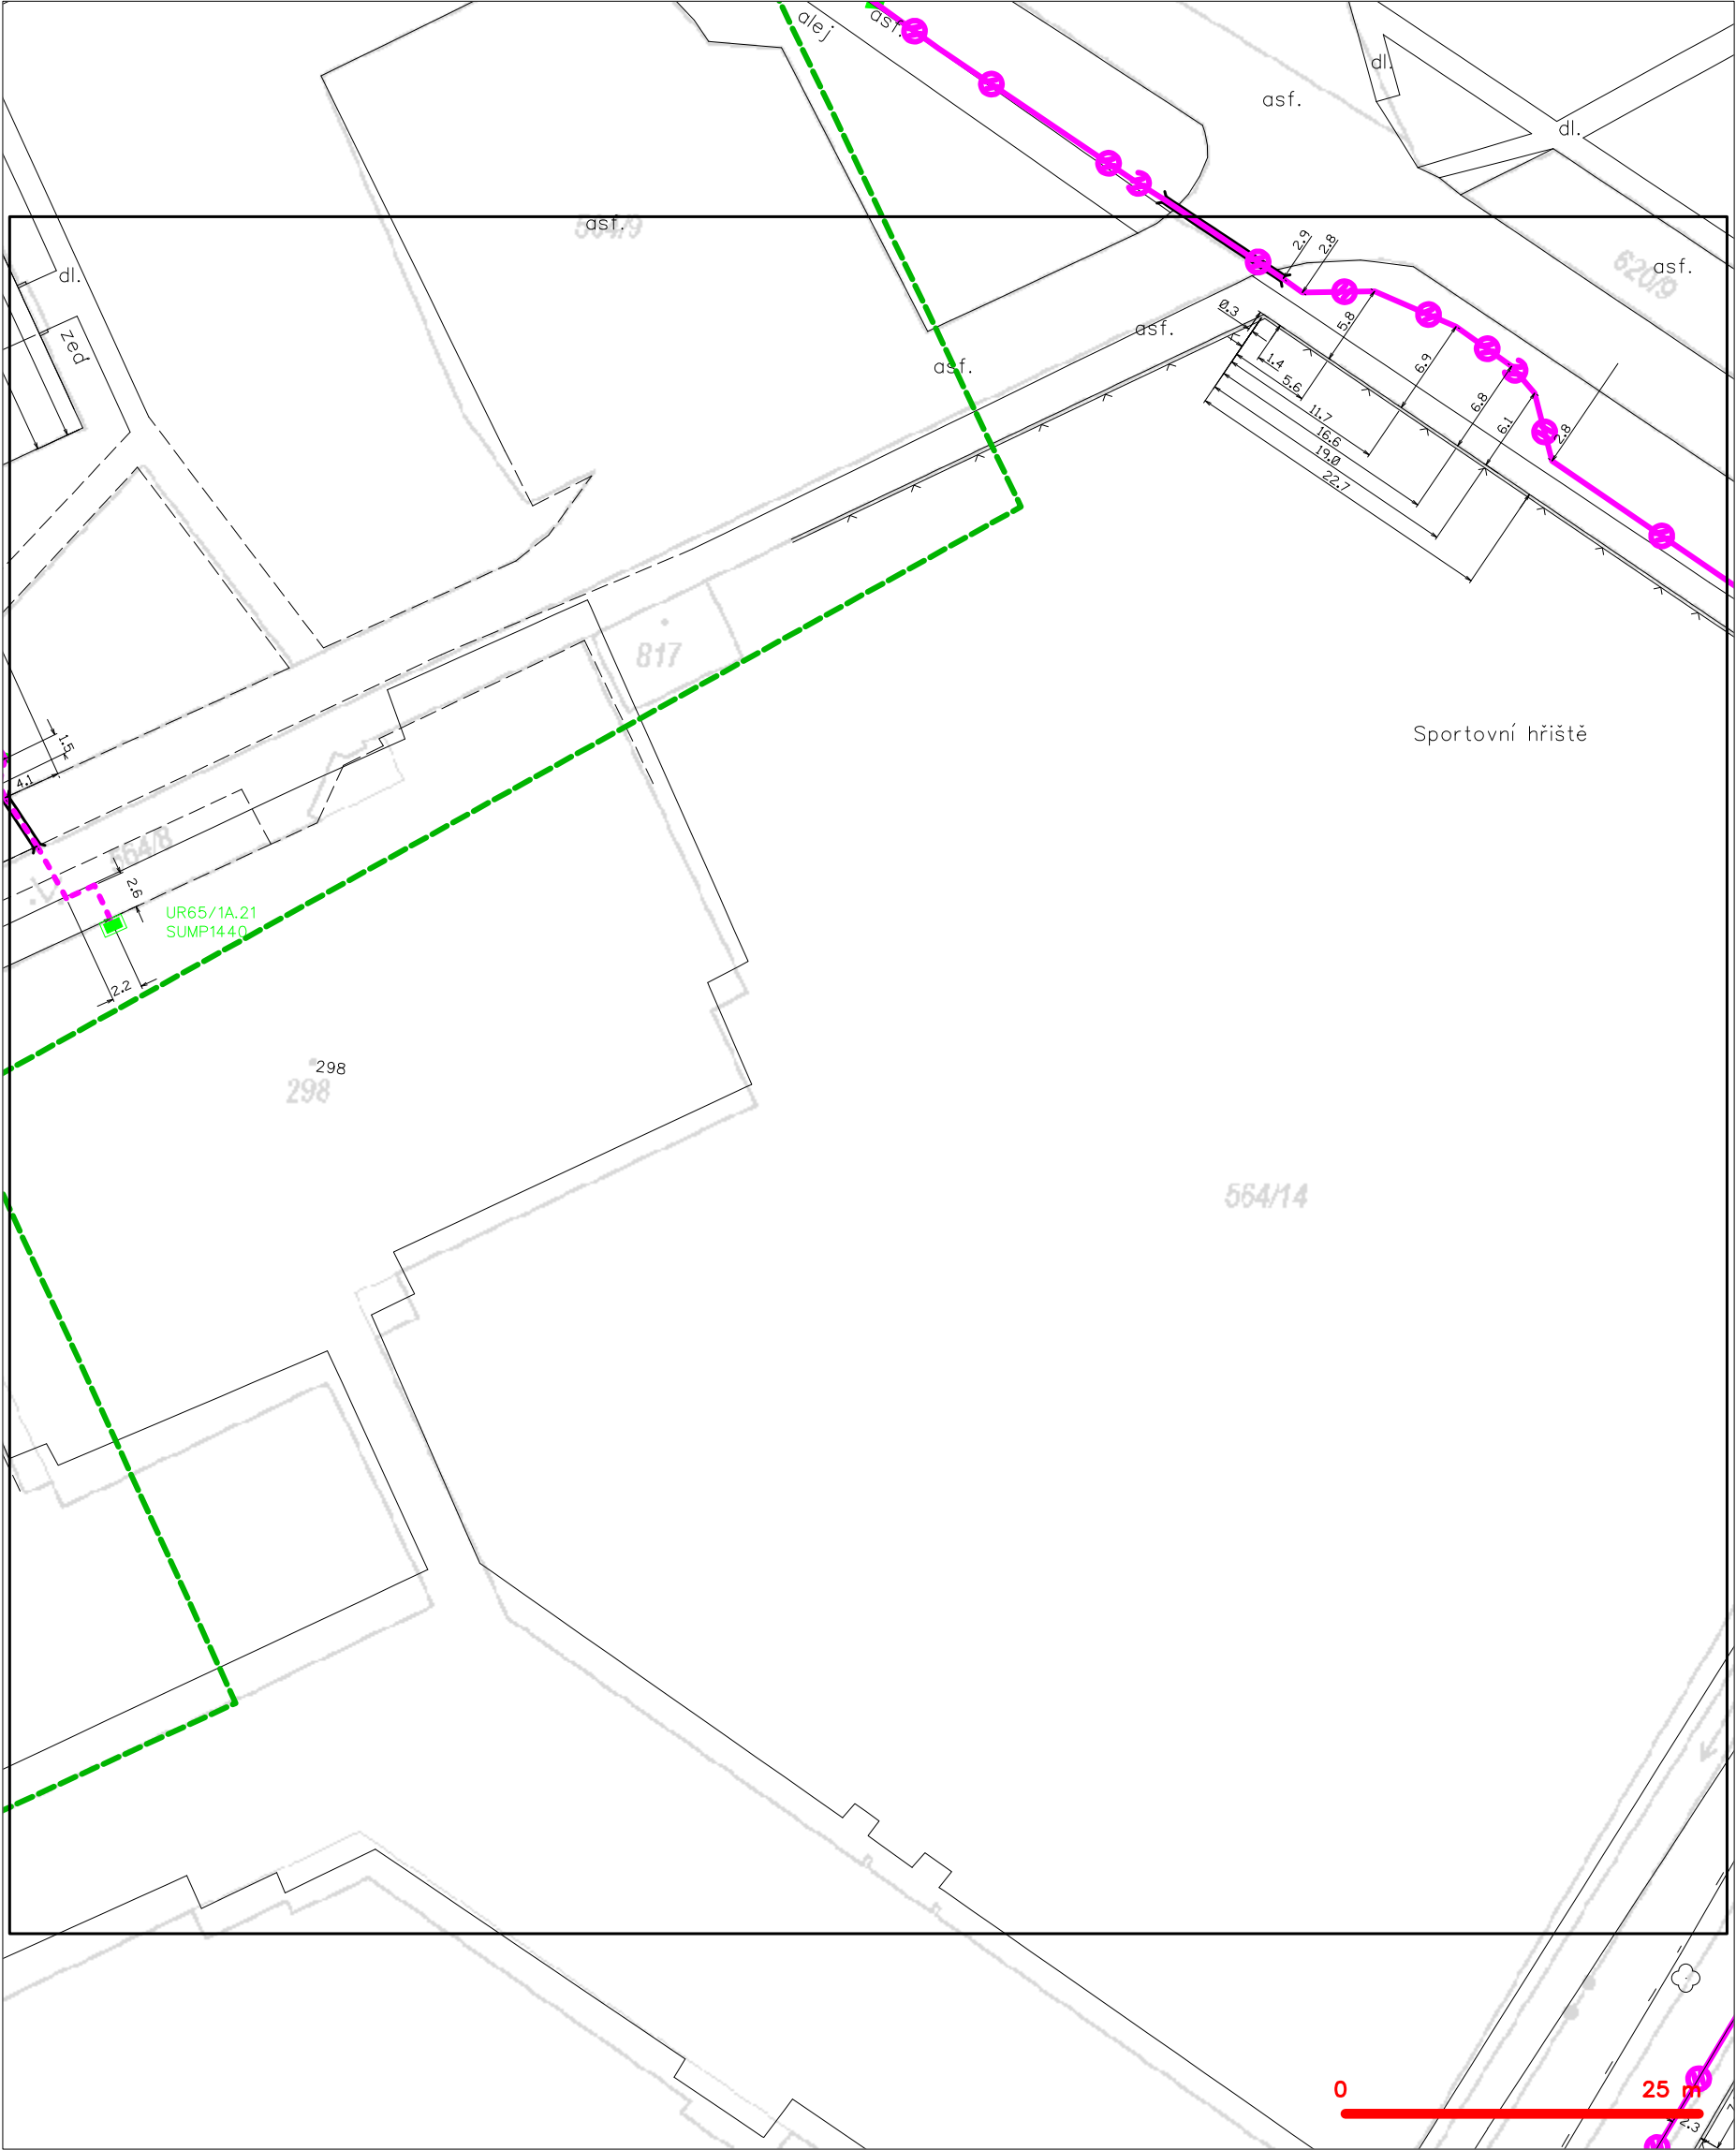 alej
asf.
dl.
asf.
dl.
564/9
asf.
620/9
asf.
dl.
zeď
2.9
2.8
0.3
5.8
asf.
asf.
1.4
5.6
6.9
11.7
6.8
16.6
6.1
2.8
19.0
22.7
817
Sportovní hřiště
1.5
4.1
564/8
2.6
UR65/1A.21
SUMP1440
2.2
298
298
564/14
0
25 m
2.3